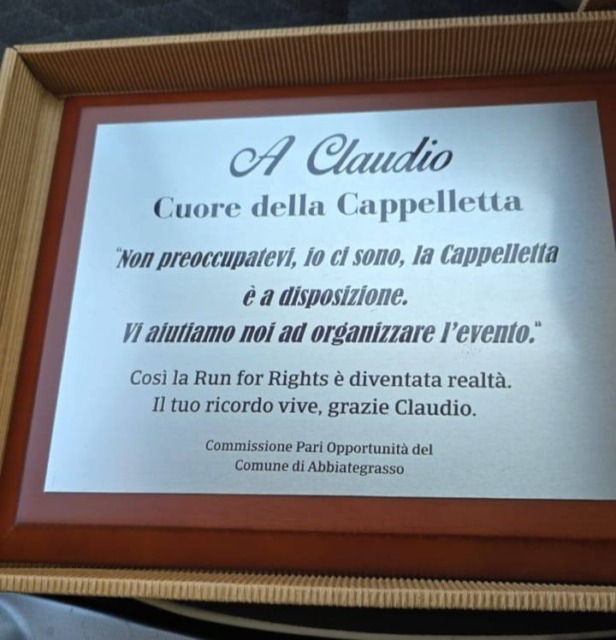 A Claudio
Cuore della Cappelletta
"Non preoccupatevi, io ci sono, la Cappelletta
è a disposizione.
Vi aiutiamo noi ad organizzare l'evento."
Così la Run for Rights è diventata realtà.
Il tuo ricordo vive, grazie Claudio.
Commissione Pari Opportunità del
Comune di Abbiategrasso